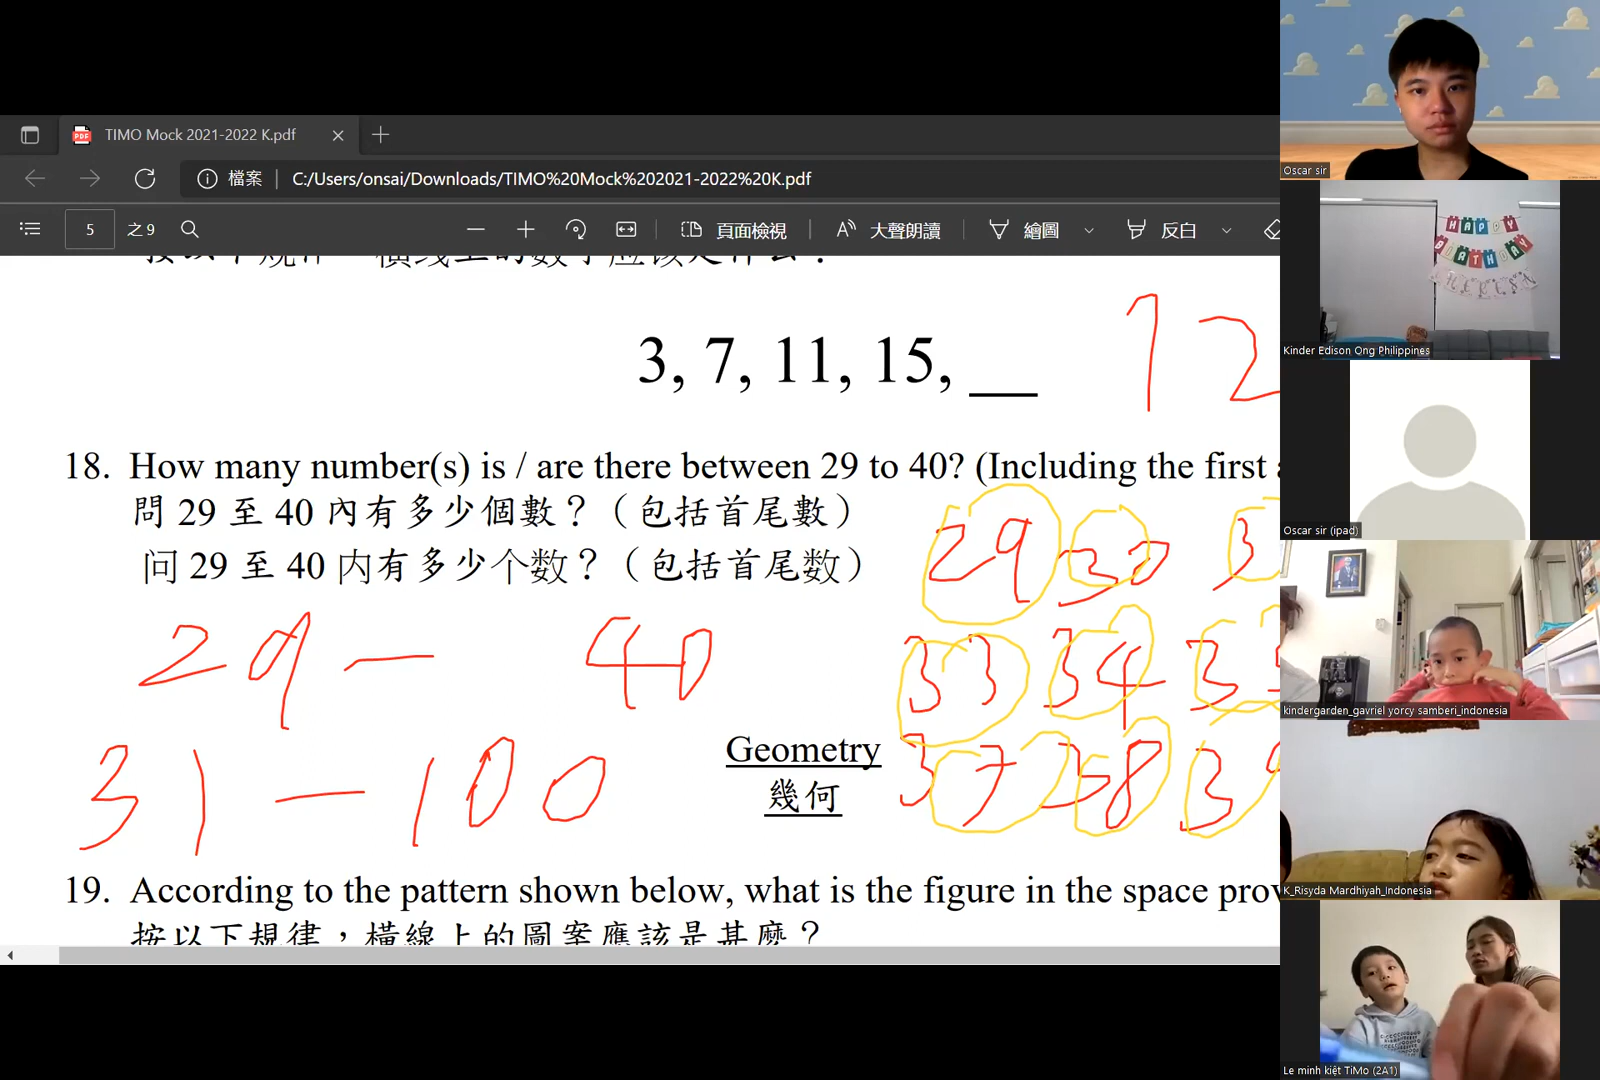 TIMO Mock 2021-2022 K.pdf
檔案 | C:/Users/onsai/Downloads/TIMO%20Mock%202021-2022%20K.pdf
5 之 9 頁面檢視 大聲朗讀 繪圖 反白
3, 7, 11, 15, __
12
18. How many number(s) is / are there between 29 to 40? (Including the first
問 29 至 40 內有多少個數？（包括首尾數）
问 29 至 40 内有多少个数？（包括首尾数）
29 30 3
29 — 40
33 34 3
31 — 100
37 38 39
Geometry
幾何
19. According to the pattern shown below, what is the figure in the space prov
按以下規律，橫線上的圖案應該是甚麼？
Oscar sir
HAPPY
BIRTHDAY
Kinder Edison Ong Philippines
Oscar sir (ipad)
kindergarden_gavriel yorcy samberi_indonesia
K_Risyda Mardhiyah_Indonesia
Le minh kiệt TiMo (2A1)